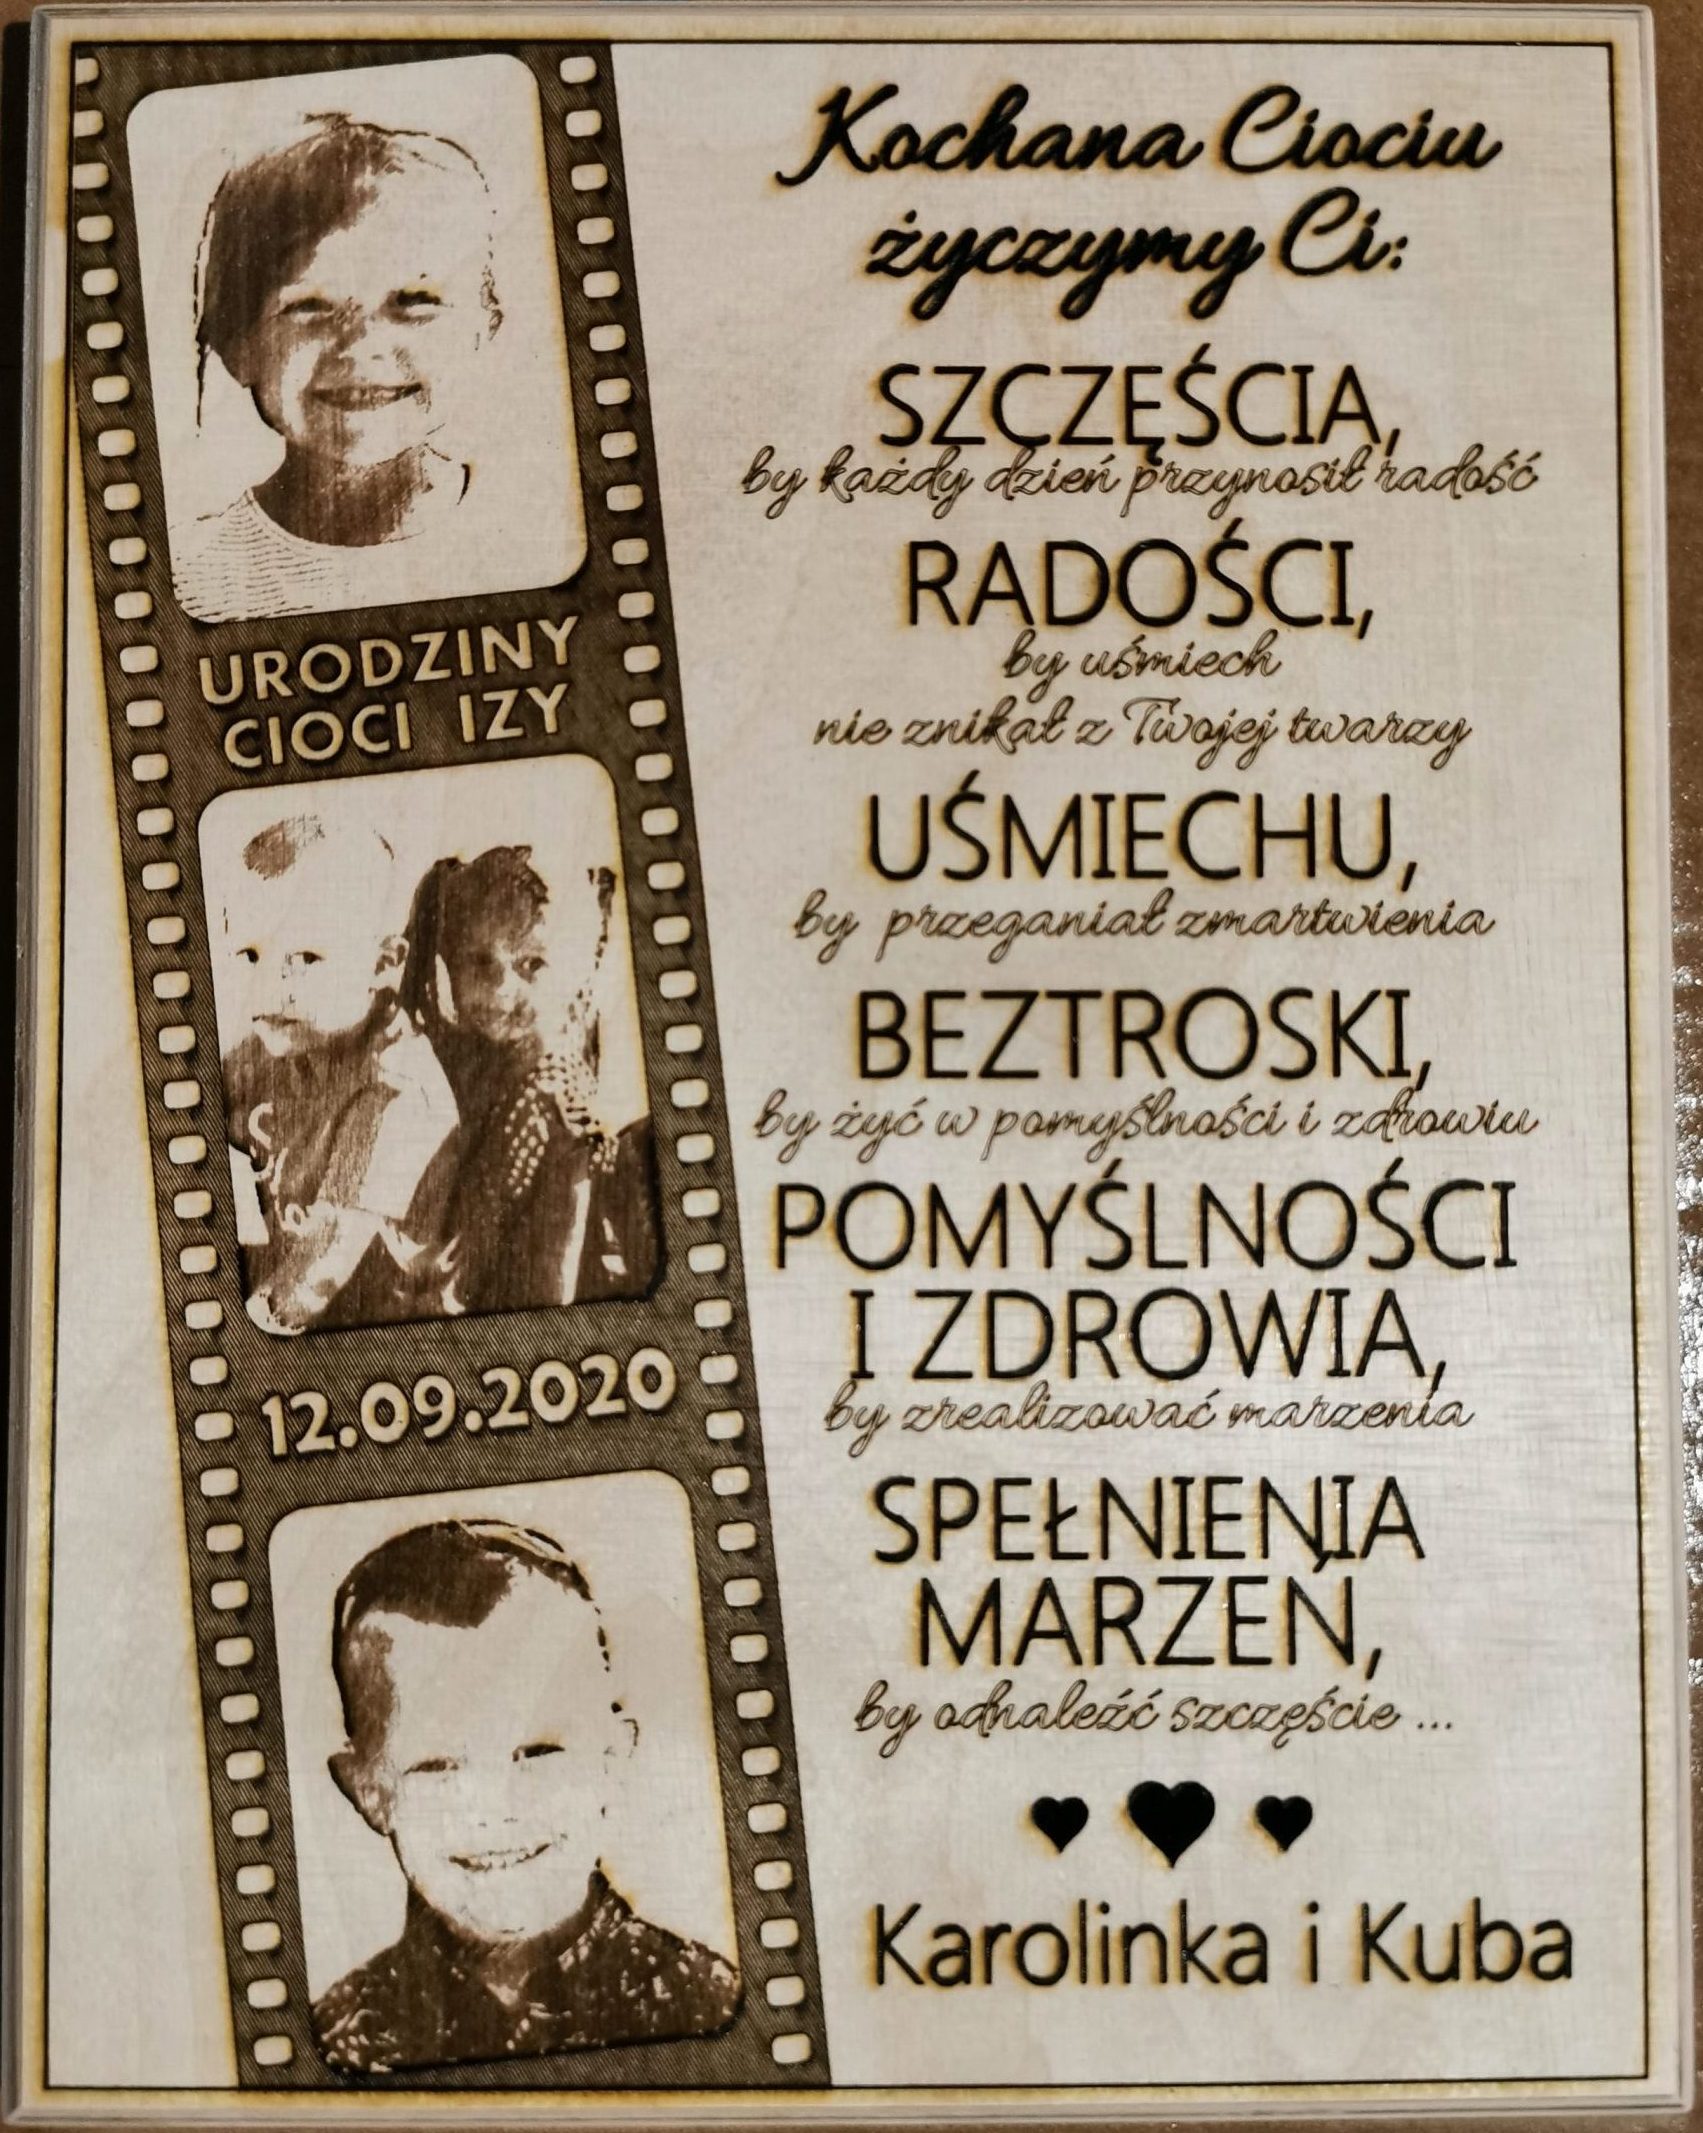 Kochana Ciociu
życzymy Ci:
SZCZĘŚCIA,
by każdy dzień przynosił radość
RADOŚCI,
by uśmiech
nie znikał z Twojej twarzy
UŚMIECHU,
by przeganiał zmartwienia
BEZTROSKI,
by żyć w pomyślności i zdrowiu
POMYŚLNOŚCI
I ZDROWIA,
by zrealizować marzenia
SPEŁNIENIA
MARZEŃ,
by odnaleźć szczęście ...
Karolinka i Kuba
URODZINY
CIOCI IZY
12.09.2020